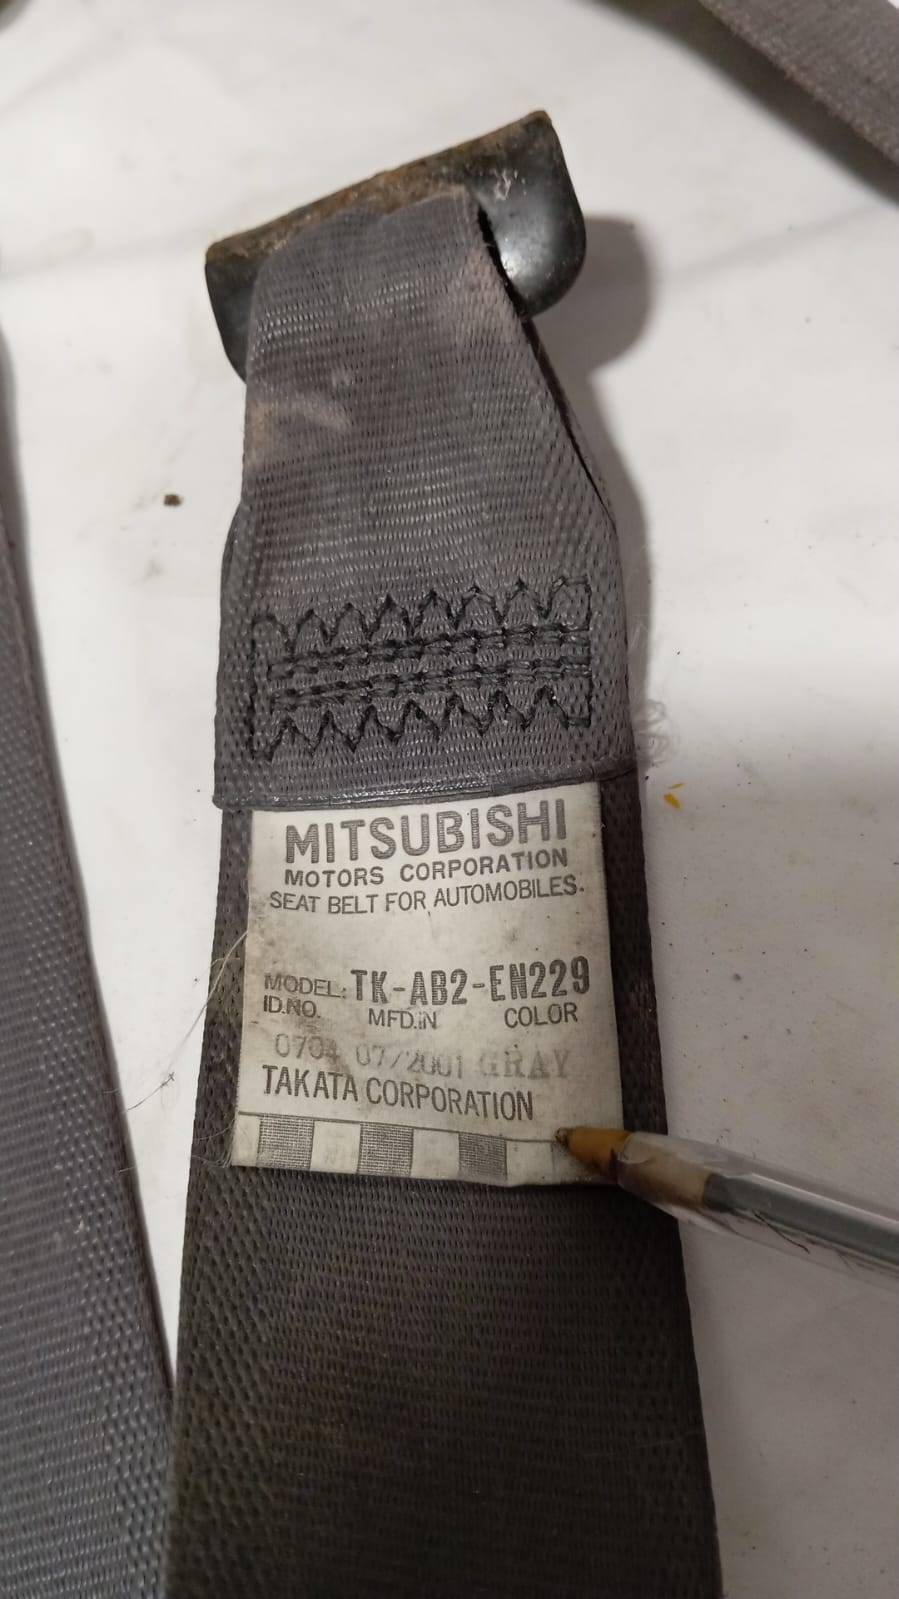 MITSUBISHI
MOTORS CORPORATION
SEAT BELT FOR AUTOMOBILES.
MODEL: TK-AB2-EN229
ID.NO. MFD.IN COLOR
0704 07/2001 GRAY
TAKATA CORPORATION